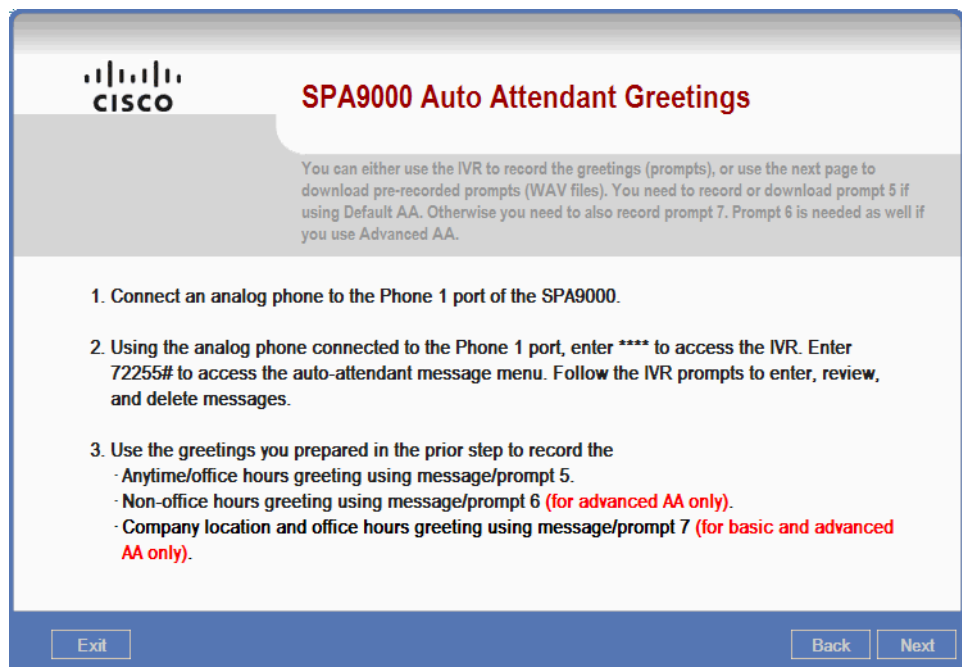 CISCO
SPA9000 Auto Attendant Greetings
You can either use the IVR to record the greetings (prompts), or use the next page to
download pre-recorded prompts (WAV files). You need to record or download prompt 5 if
using Default AA. Otherwise you need to also record prompt 7. Prompt 6 is needed as well if
you use Advanced AA.
1. Connect an analog phone to the Phone 1 port of the SPA9000.
2. Using the analog phone connected to the Phone 1 port, enter **** to access the IVR. Enter
72255# to access the auto-attendant message menu. Follow the IVR prompts to enter, review,
and delete messages.
3. Use the greetings you prepared in the prior step to record the
· Anytime/office hours greeting using message/prompt 5.
· Non-office hours greeting using message/prompt 6 (for advanced AA only).
· Company location and office hours greeting using message/prompt 7 (for basic and advanced
AA only).
Exit
Back
Next